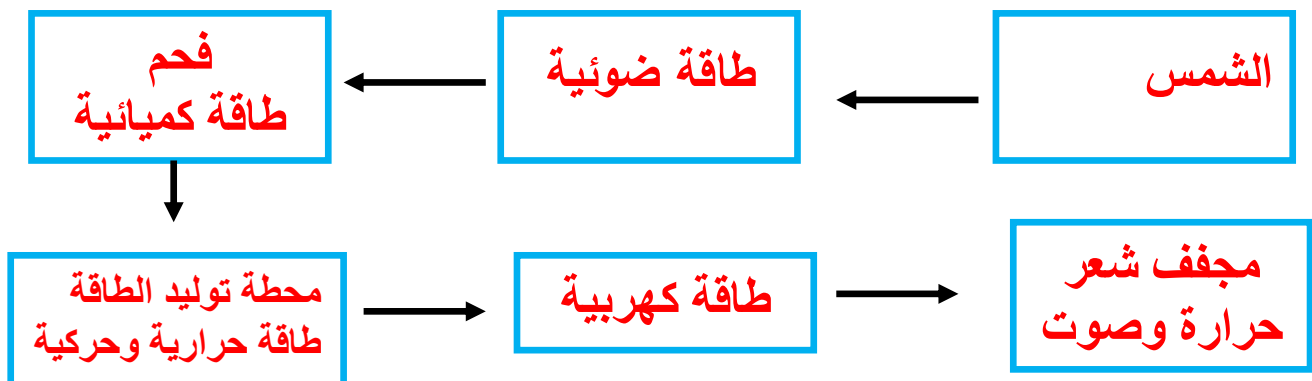 الشمس
طاقة ضوئية
فحم
طاقة كميائية
محطة توليد الطاقة
طاقة حرارية وحركية
طاقة كهربية
مجفف شعر
حرارة وصوت